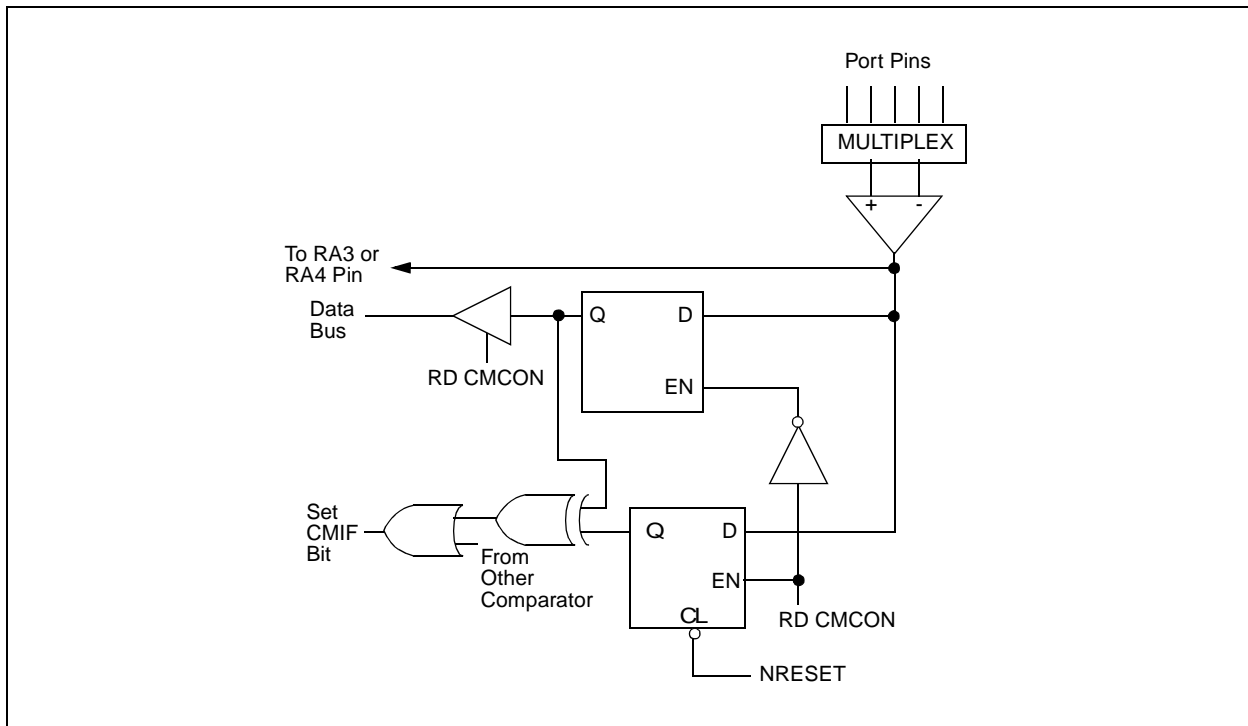 Port Pins
MULTIPLEX
+ -
To RA3 or
RA4 Pin
Data
Bus
Q D
RD CMCON
EN
Set
CMIF
Bit
Q D
From
Other
Comparator
EN
CL
RD CMCON
NRESET